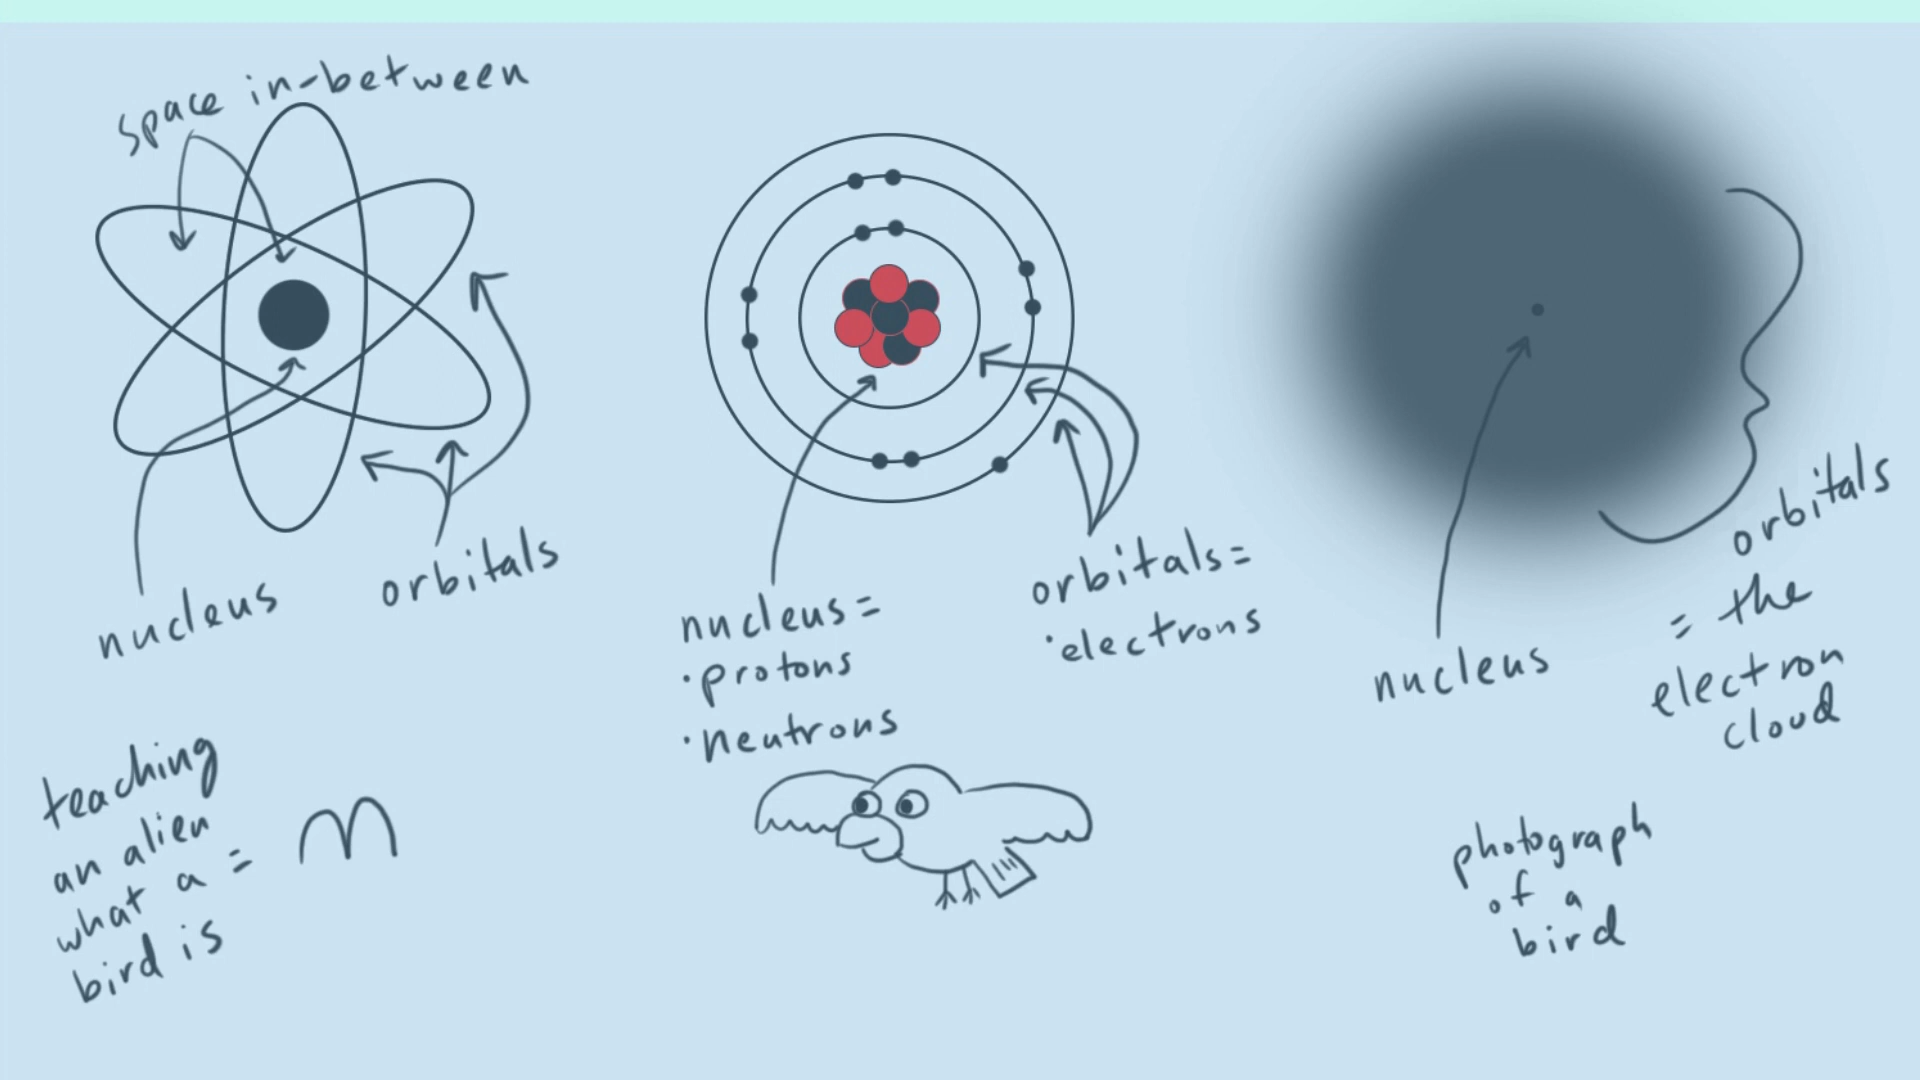 space in-between
nucleus
orbitals
nucleus =
· protons
· neutrons
orbitals =
· electrons
nucleus
orbitals
= the
electron
cloud
teaching
an alien
what a =
bird is
photograph
of a
bird